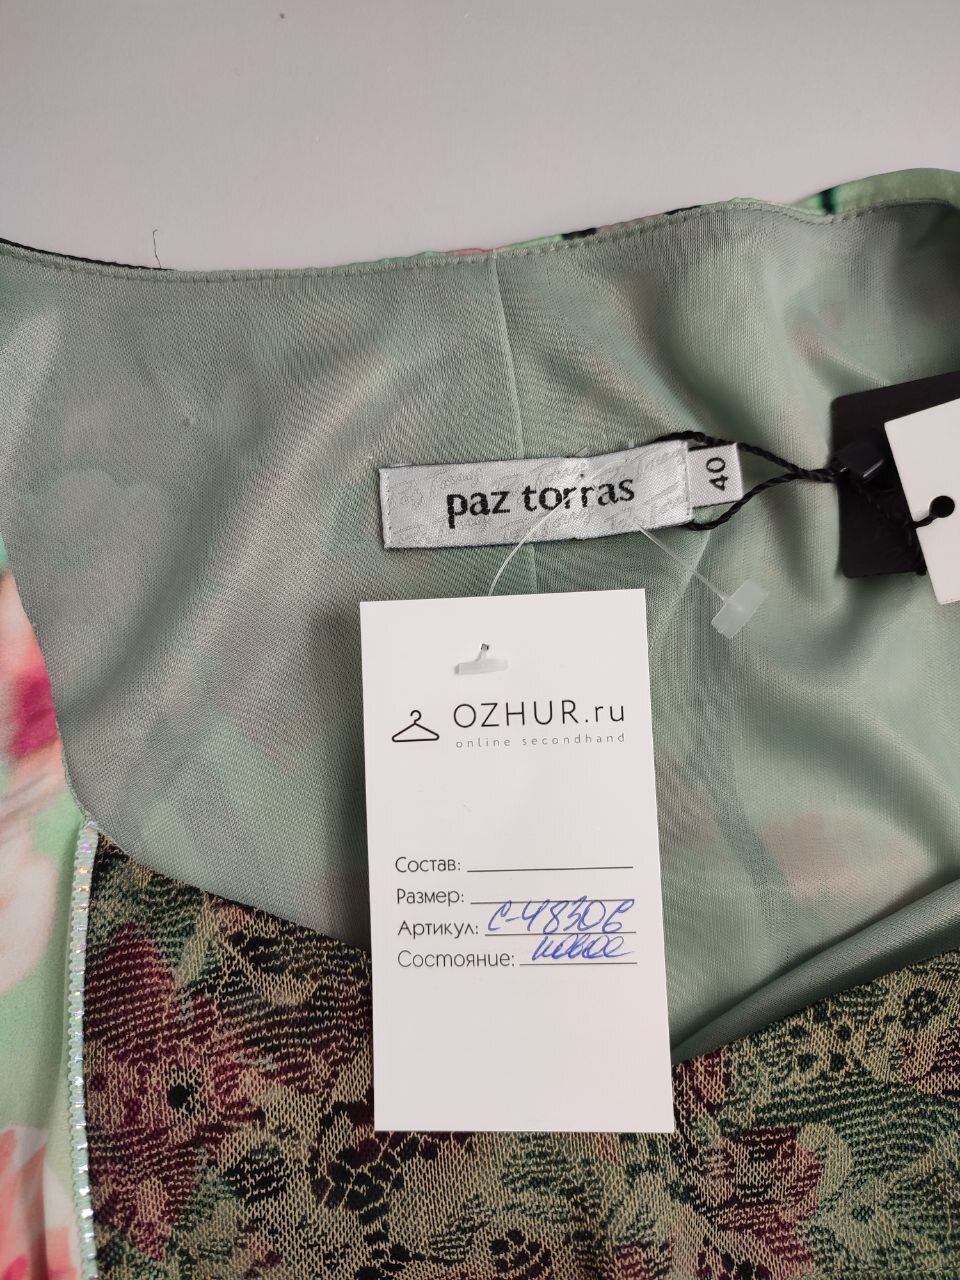 paz torras
40
OZHUR.ru
online secondhand
Состав:
Размер:
Артикул: С-48306
Состояние: новое